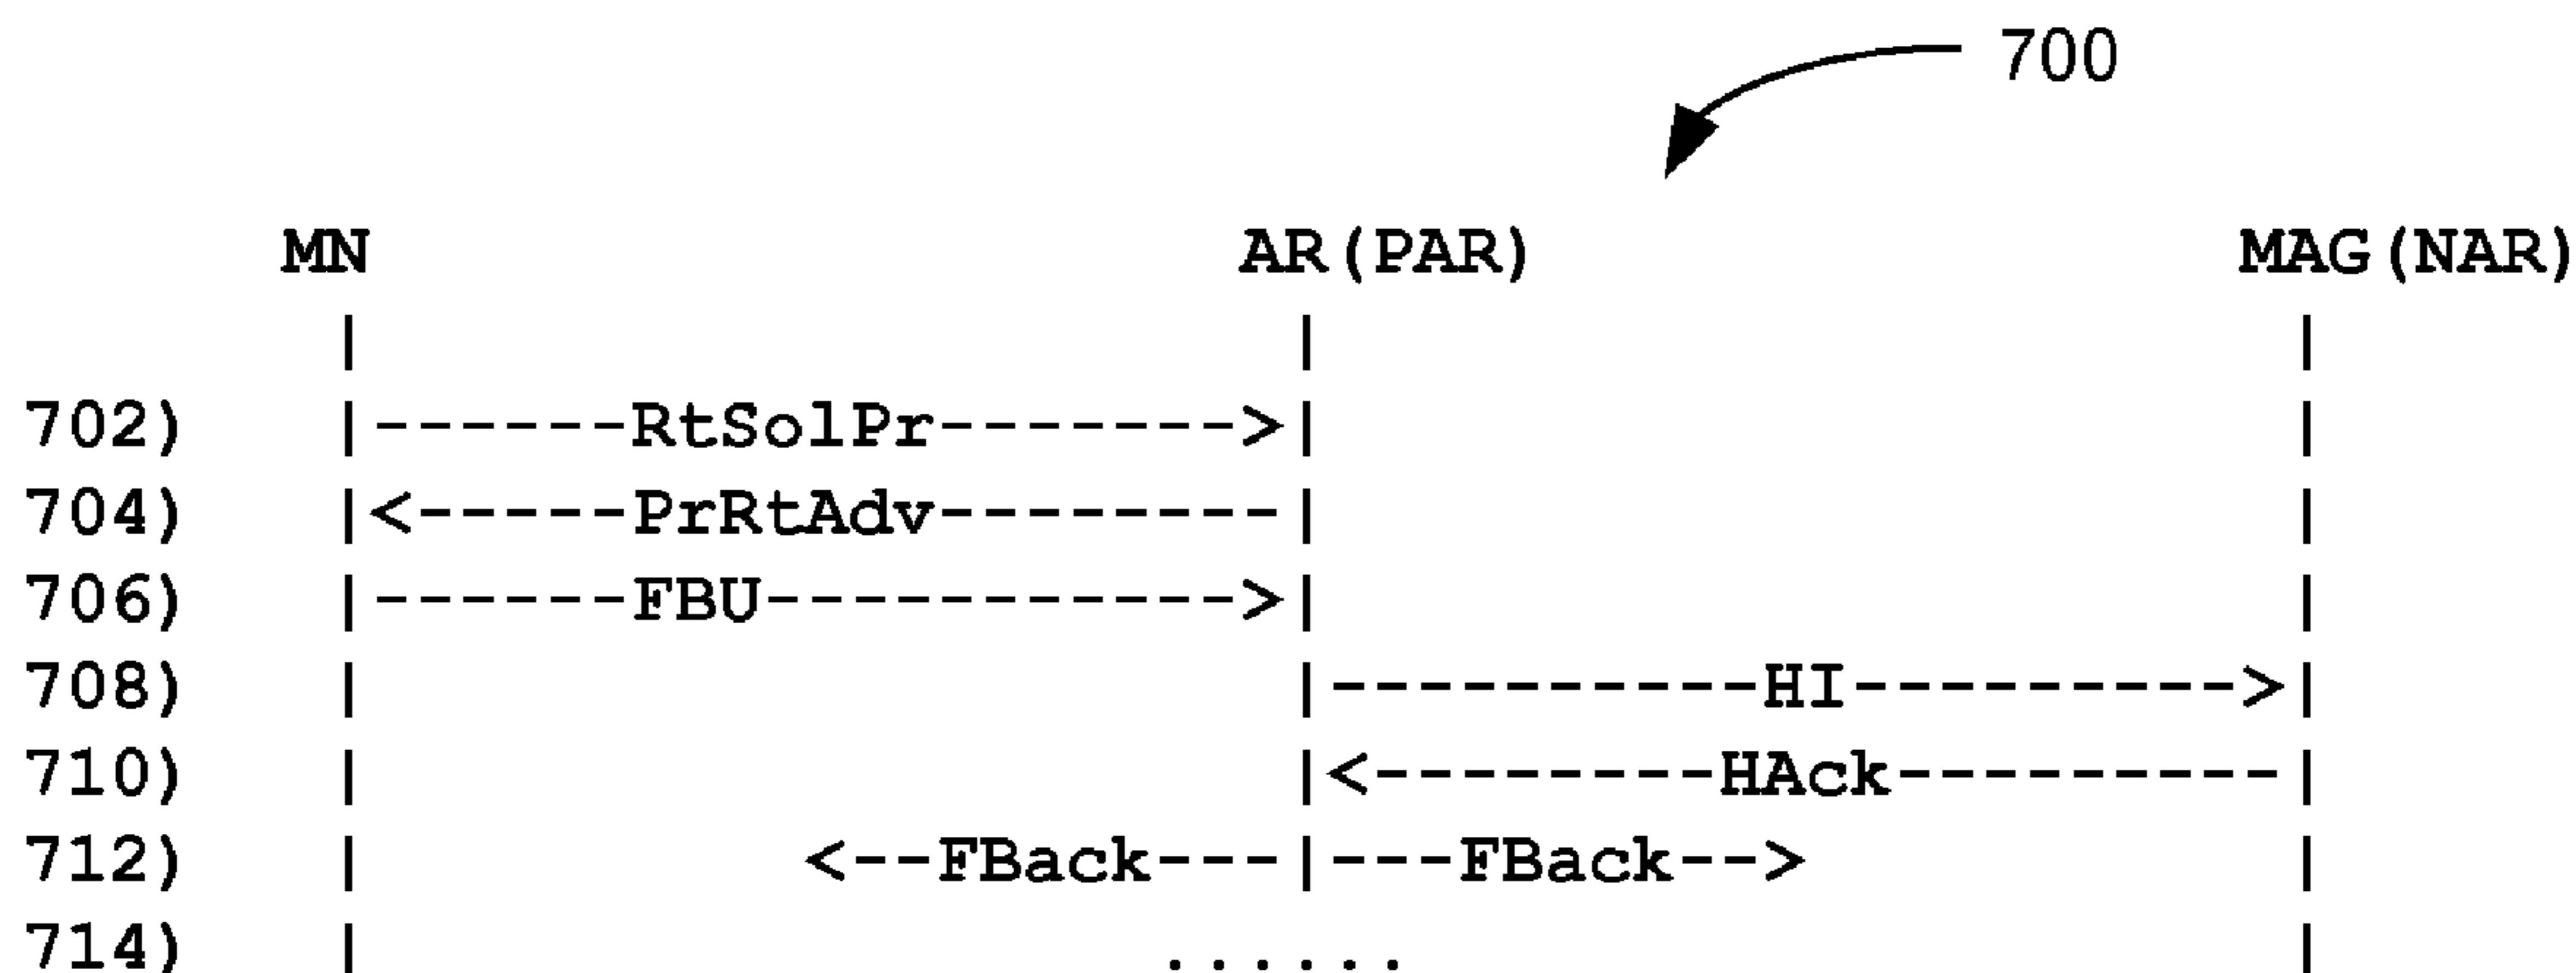 700
MN AR(PAR) MAG(NAR)
| | |
702) |------RtSolPr------->| |
704) |<-----PrRtAdv--------| |
706) |------FBU----------->| |
708) | |----------HI--------->|
710) | |<--------HAck---------|
712) | <--FBack---|---FBack--> |
714) | ...... |